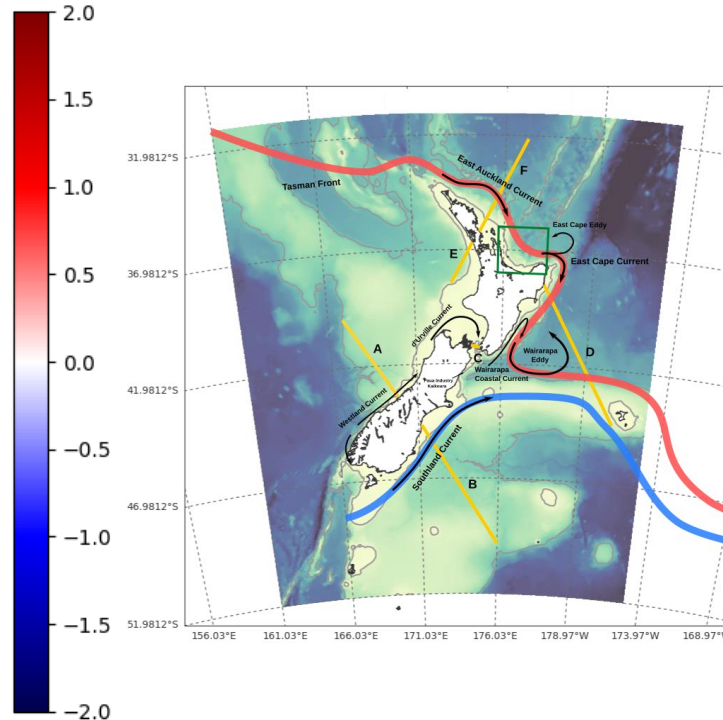 2.0
1.5
1.0
0.5
0.0
−0.5
−1.0
−1.5
−2.0
31.9812°S
36.9812°S
41.9812°S
46.9812°S
51.9812°S
156.03°E
161.03°E
166.03°E
171.03°E
176.03°E
178.97°W
173.97°W
168.97°W
Tasman Front
East Auckland Current
F
East Cape Eddy
East Cape Current
E
d'Urville Current
A
C
Wairarapa
Coastal Current
Wairarapa
Eddy
D
Industry
Kaikoura
Westland Current
Southland Current
B